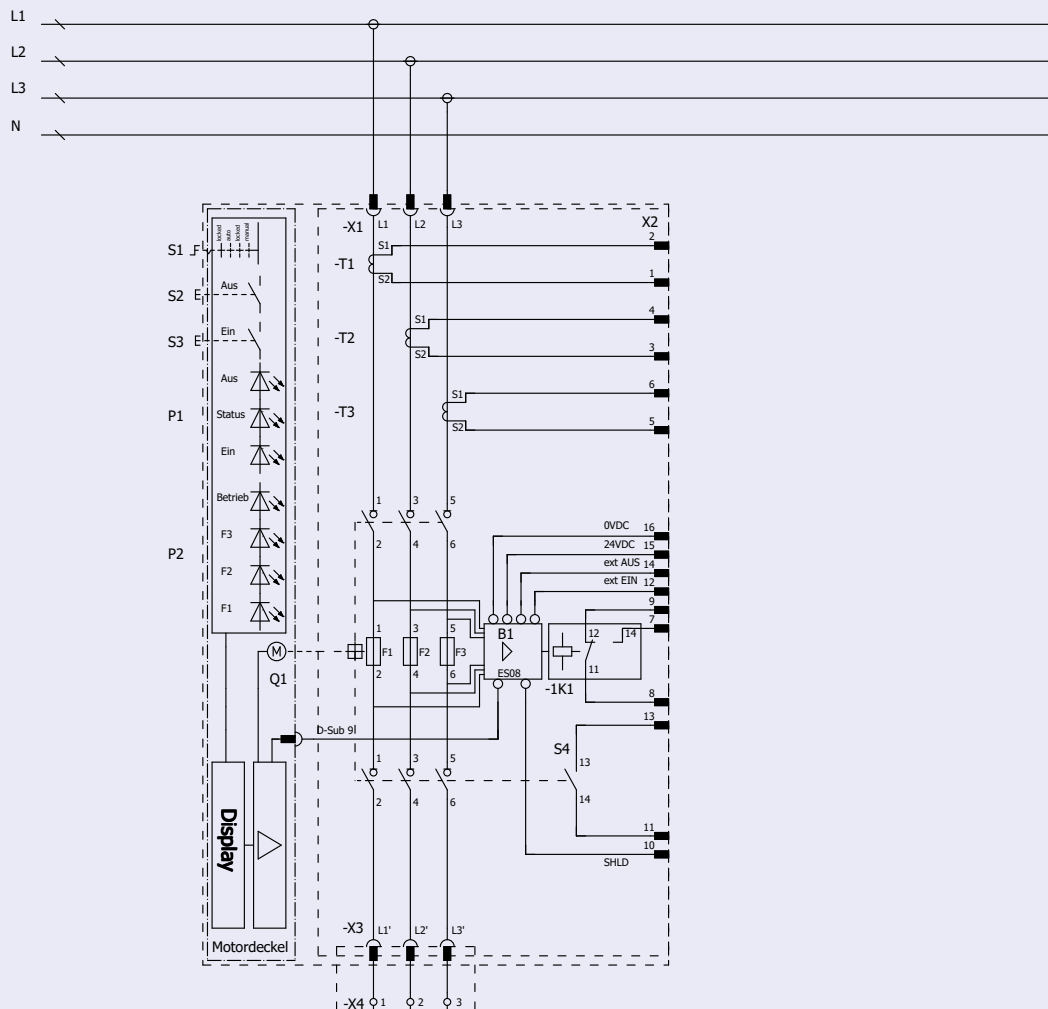 L1
L2
L3
N
-X1 L1 L2 L3 X2
locked
auto
locked
manual
S1
-T1 S1 2
S2 1
S2 Aus
-T2 S1 4
S2 3
S3 Ein
Aus
-T3 S1 6
S2 5
P1 Status
Ein
Betrieb
1 3 5
2 4 6
0VDC 16
24VDC 15
ext AUS 14
ext EIN 12
9
7
F3
P2
F2
F1
1 3 5
B1
12 14
M
F1 F2 F3
Q1
2 4 6
ES08
11
-1K1
8
13
D-Sub 9
S4
1 3 5
13
2 4 6
14
11
10
SHLD
Display
Motordeckel
-X3 L1' L2' L3'
-X4 1 2 3